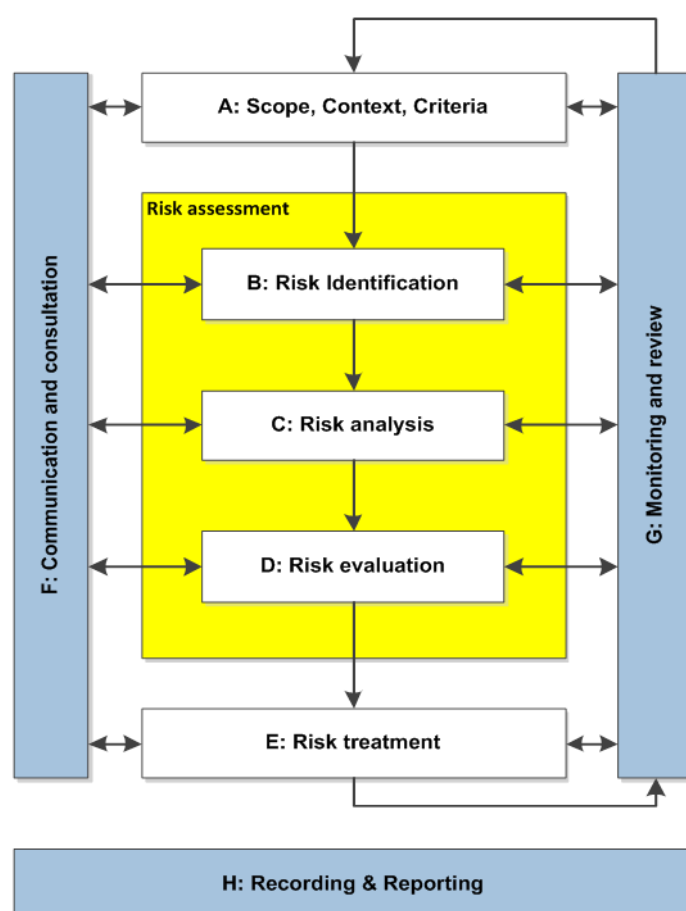 A: Scope, Context, Criteria
Risk assessment
B: Risk Identification
C: Risk analysis
D: Risk evaluation
E: Risk treatment
F: Communication and consultation
G: Monitoring and review
H: Recording & Reporting